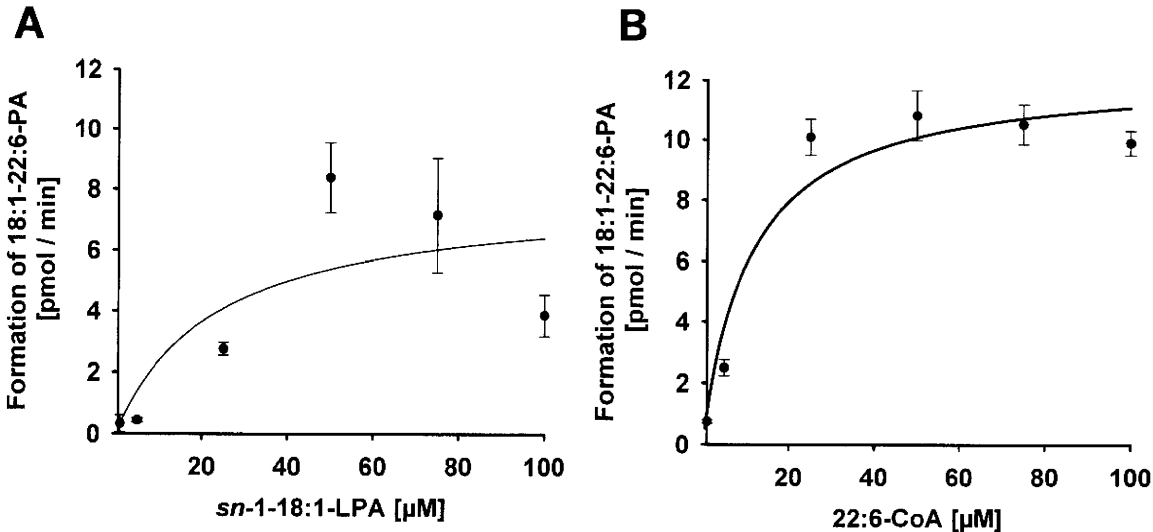 A
Formation of 18:1-22:6-PA
[pmol / min]
12
10
8
6
4
2
0
20 40 60 80 100
sn-1-18:1-LPA [µM]
B
Formation of 18:1-22:6-PA
[pmol / min]
12
10
8
6
4
2
0
20 40 60 80 100
22:6-CoA [µM]